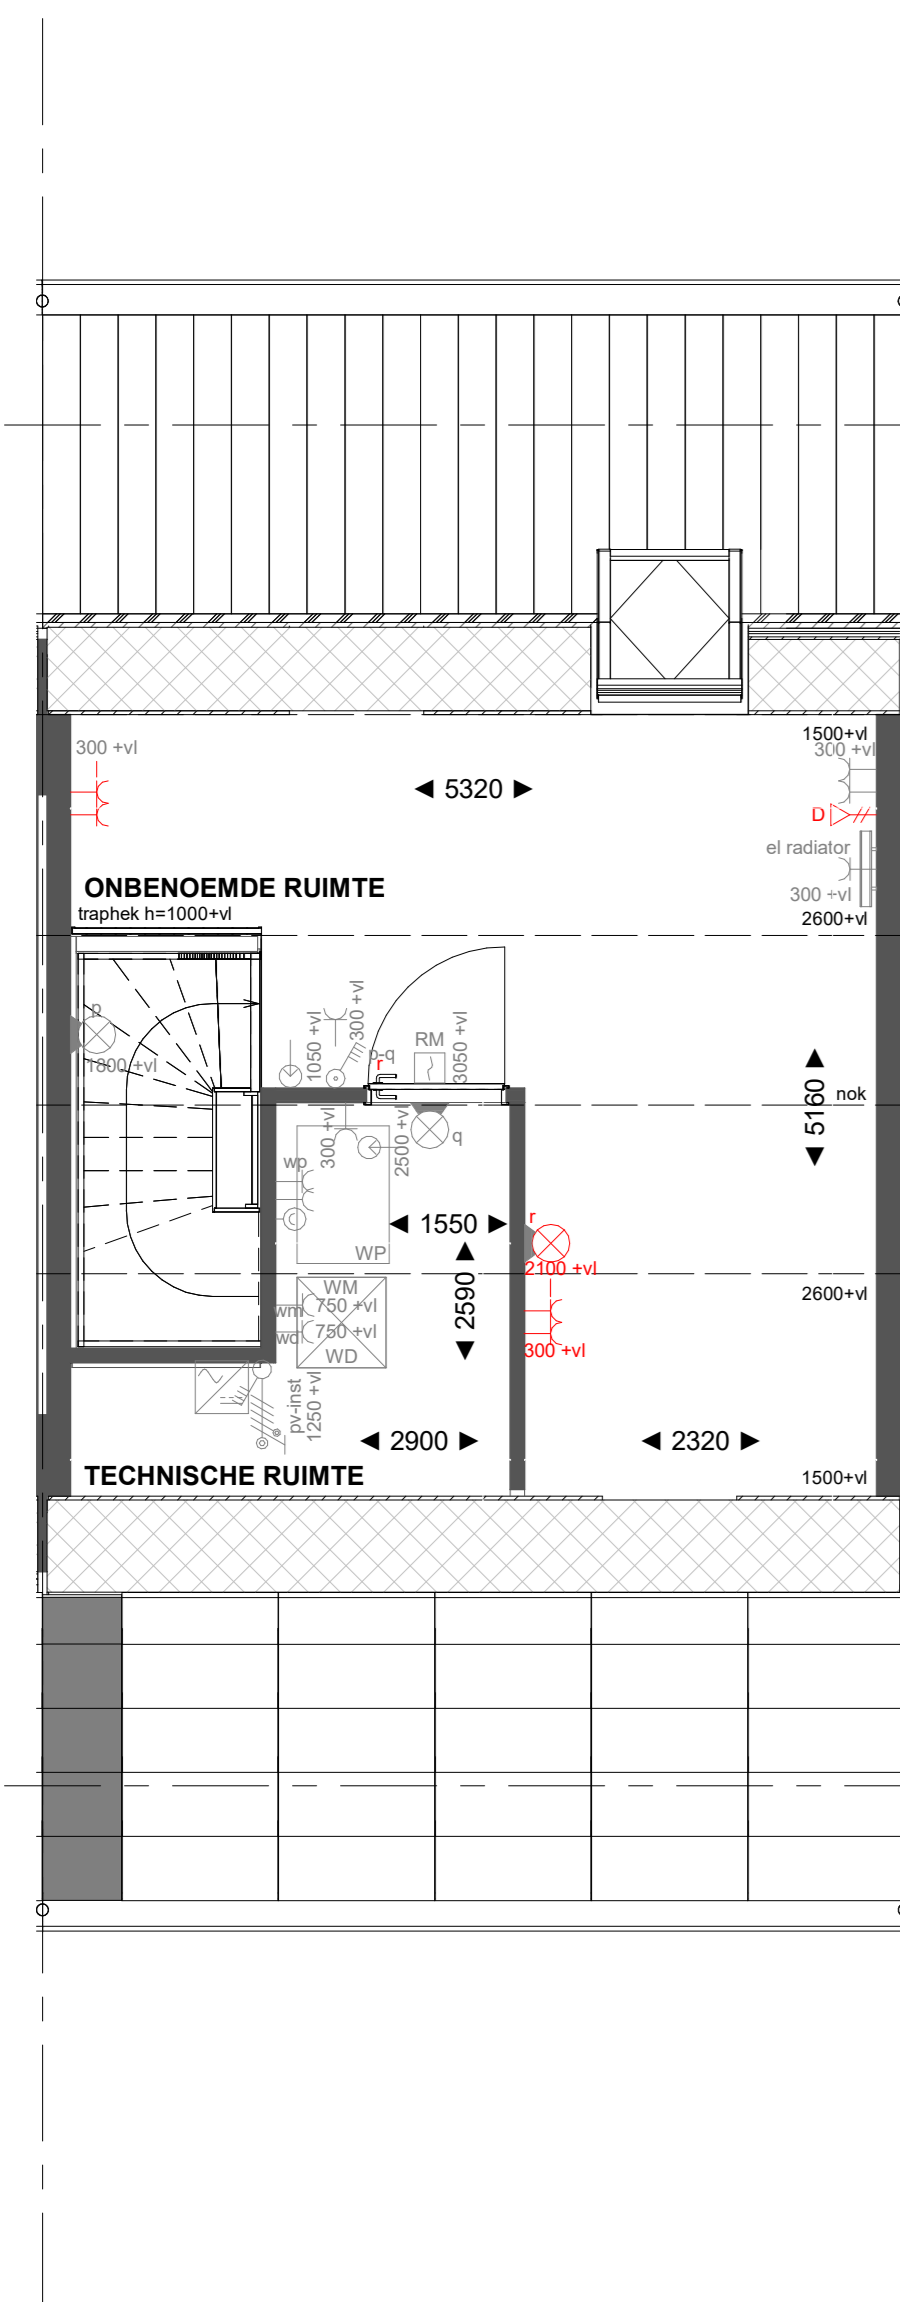 1500+vl
300 +vl
300 +vl
5320
D
el radiator
ONBENOEMDE RUIMTE
300 +vl
traphek h=1000+vl
2600+vl
p
1800 +vl
1050 +vl
300 +vl
p-q
r
RM
3050 +vl
nok
5160
300 +vl
2500 +vl
q
wp
WP
1550
r
2100 +vl
2590
WM
wm
750 +vl
2600+vl
wd
750 +vl
WD
300 +vl
pv-inst
1250 +vl
2900
2320
TECHNISCHE RUIMTE
1500+vl